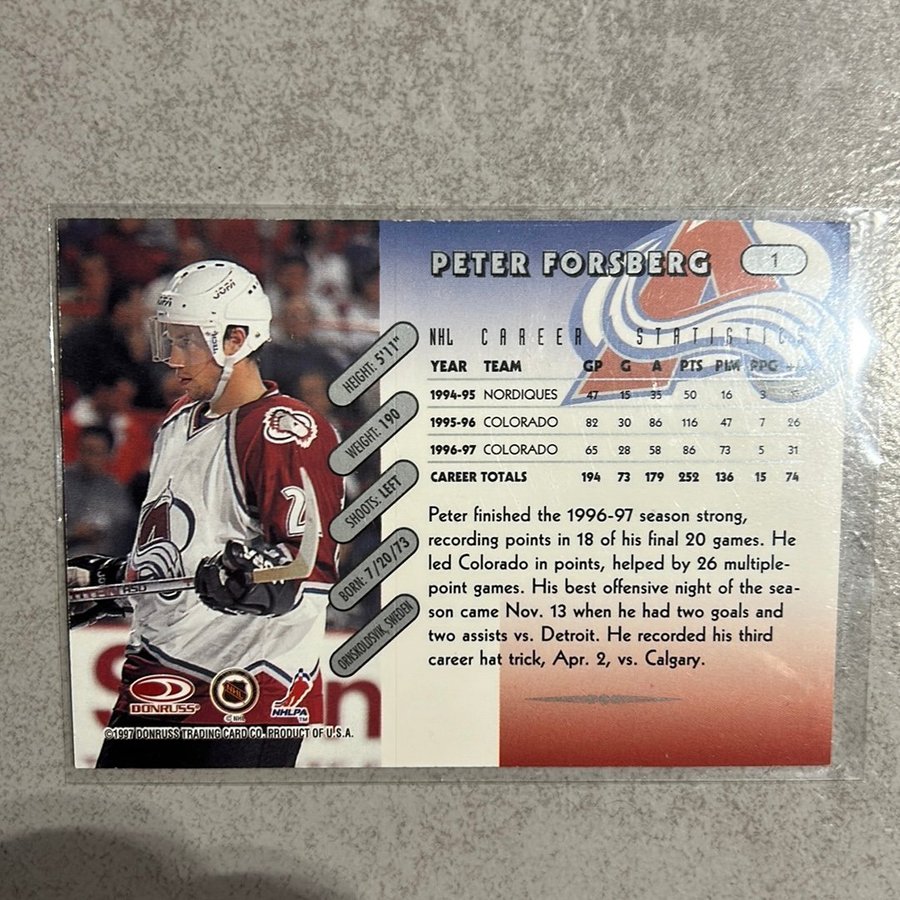 PETER FORSBERG
1
NHL CAREER STATISTICS
YEAR TEAM GP G A PTS PIM PPG +/-
1994-95 NORDIQUES 47 15 35 50 16 3
1995-96 COLORADO 82 30 86 116 47 7 26
1996-97 COLORADO 65 28 58 86 73 5 31
CAREER TOTALS 194 73 179 252 136 15 74
Peter finished the 1996-97 season strong,
recording points in 18 of his final 20 games. He
led Colorado in points, helped by 26 multiple-
point games. His best offensive night of the sea-
son came Nov. 13 when he had two goals and
two assists vs. Detroit. He recorded his third
career hat trick, Apr. 2, vs. Calgary.
HEIGHT: 5'11"
WEIGHT: 190
SHOOTS: LEFT
BORN: 7/20/73
ORNSKOLDSVIK, SWEDEN
JOFA
2
DONRUSS®
NHL
© NHL
NHLPA
TM
©1997 DONRUSS TRADING CARD CO. PRODUCT OF U.S.A.